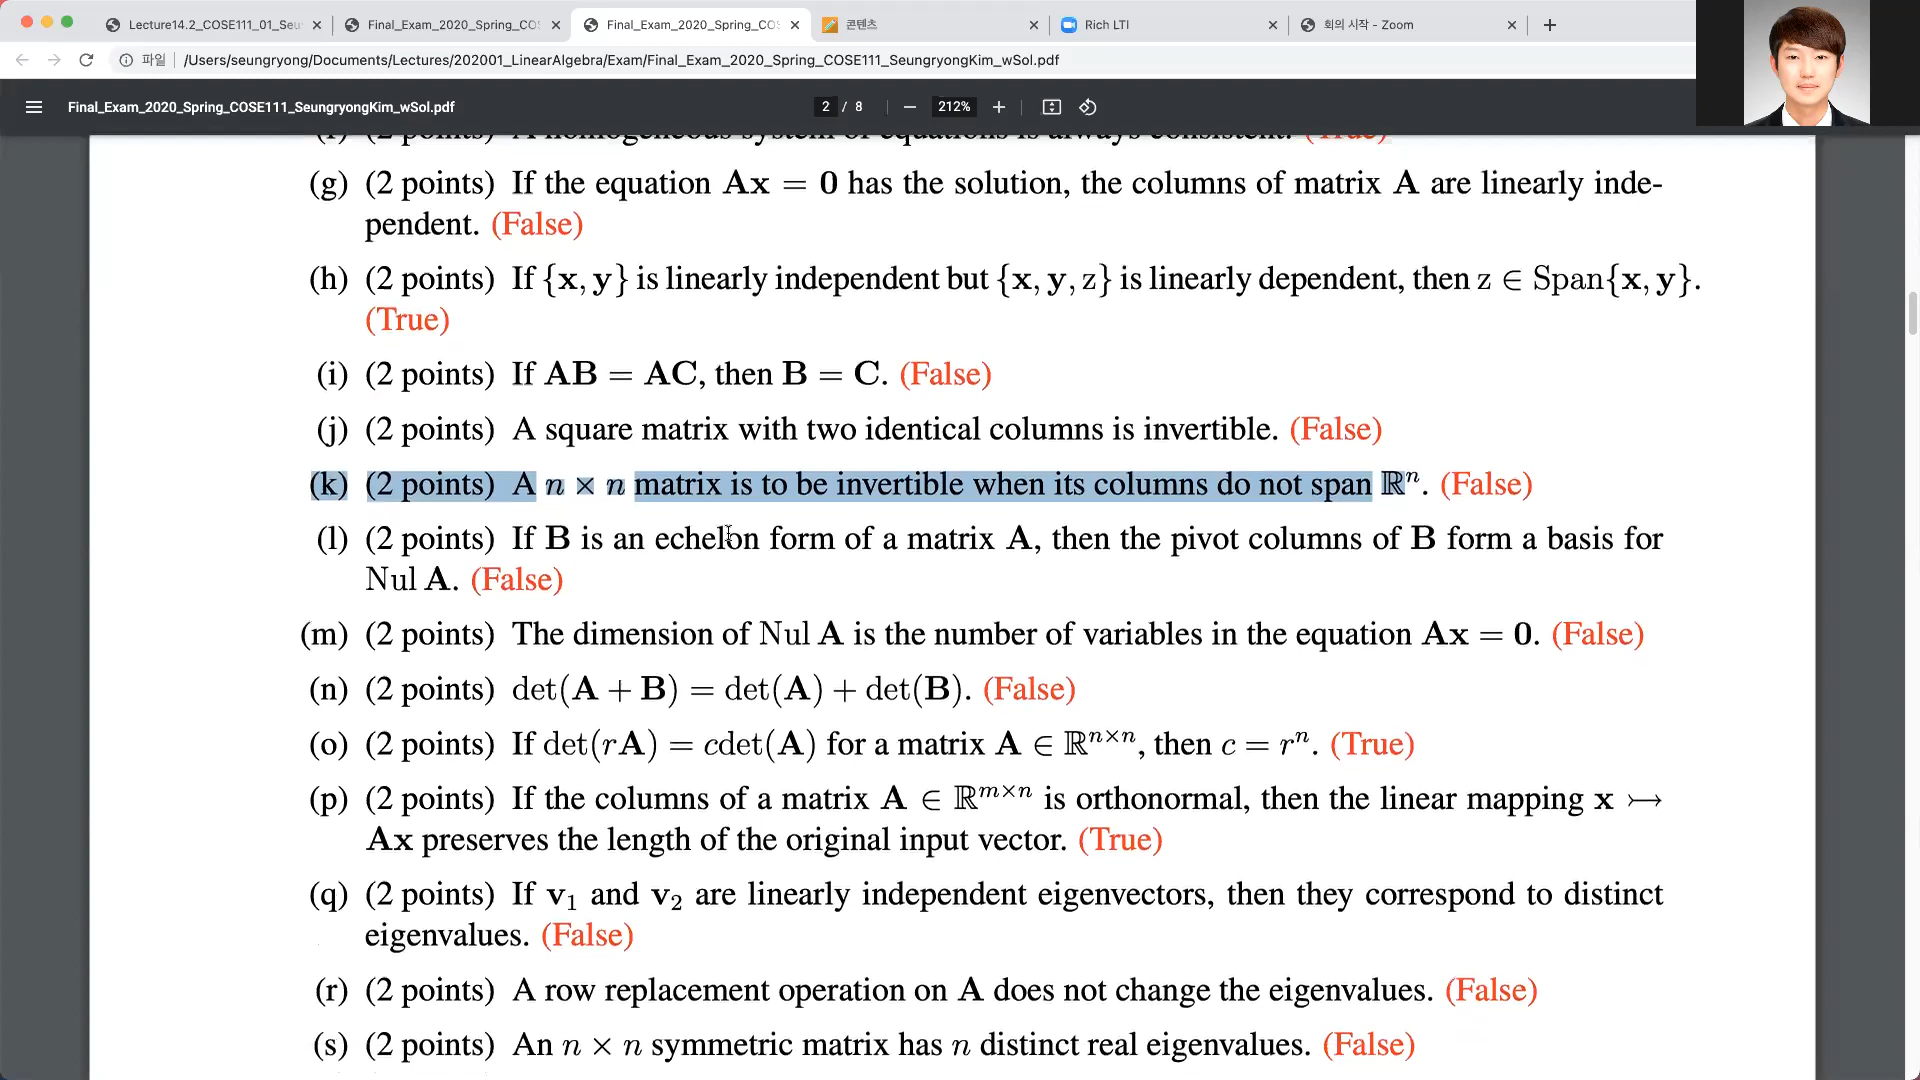 Lecture14.2_COSE111_01_Seu
Final_Exam_2020_Spring_CO
Final_Exam_2020_Spring_CO
콘텐츠
Rich LTI
회의 시작 - Zoom
파일 /Users/seungryong/Documents/Lectures/202001_LinearAlgebra/Exam/Final_Exam_2020_Spring_COSE111_SeungryongKim_wSol.pdf
Final_Exam_2020_Spring_COSE111_SeungryongKim_wSol.pdf 2 / 8 − 212% +
(2 points) A homogeneous system of equations is always consistent. (True)
(g) (2 points) If the equation Ax = 0 has the solution, the columns of matrix A are linearly inde-
pendent. (False)
(h) (2 points) If {x, y} is linearly independent but {x, y, z} is linearly dependent, then z ∈ Span{x, y}.
(True)
(i) (2 points) If AB = AC, then B = C. (False)
(j) (2 points) A square matrix with two identical columns is invertible. (False)
(k) (2 points) A n × n matrix is to be invertible when its columns do not span ℝⁿ. (False)
(l) (2 points) If B is an echelon form of a matrix A, then the pivot columns of B form a basis for
Nul A. (False)
(m) (2 points) The dimension of Nul A is the number of variables in the equation Ax = 0. (False)
(n) (2 points) det(A + B) = det(A) + det(B). (False)
(o) (2 points) If det(rA) = cdet(A) for a matrix A ∈ ℝⁿˣⁿ, then c = rⁿ. (True)
(p) (2 points) If the columns of a matrix A ∈ ℝᵐˣⁿ is orthonormal, then the linear mapping x ↣
Ax preserves the length of the original input vector. (True)
(q) (2 points) If v₁ and v₂ are linearly independent eigenvectors, then they correspond to distinct
eigenvalues. (False)
(r) (2 points) A row replacement operation on A does not change the eigenvalues. (False)
(s) (2 points) An n × n symmetric matrix has n distinct real eigenvalues. (False)